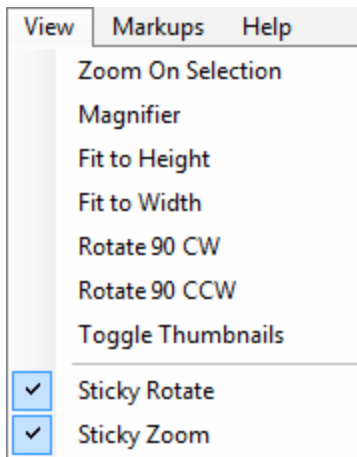 View Markups Help
Zoom On Selection
Magnifier
Fit to Height
Fit to Width
Rotate 90 CW
Rotate 90 CCW
Toggle Thumbnails
Sticky Rotate
Sticky Zoom